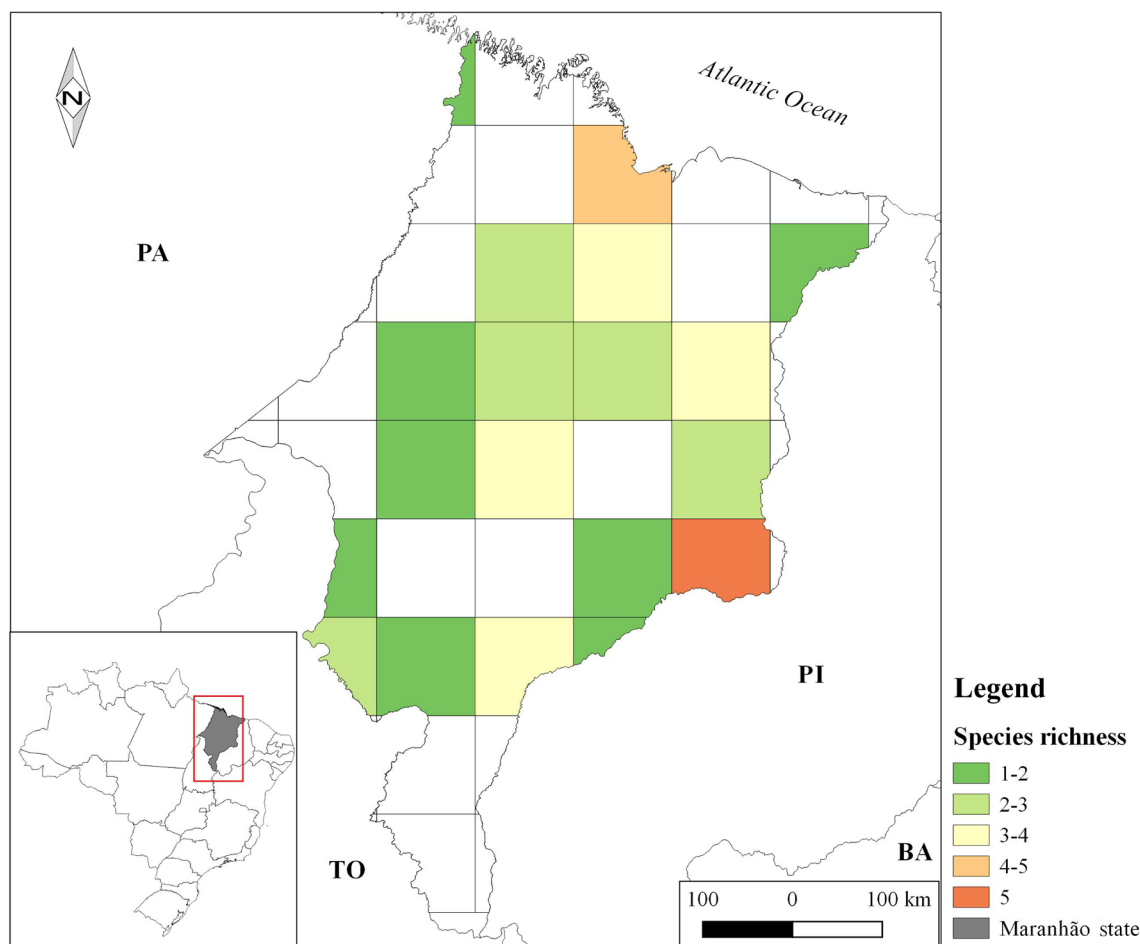 N
Atlantic Ocean
PA
PI
TO
BA
100 0 100 km
Legend
Species richness
1-2
2-3
3-4
4-5
5
Maranhão state